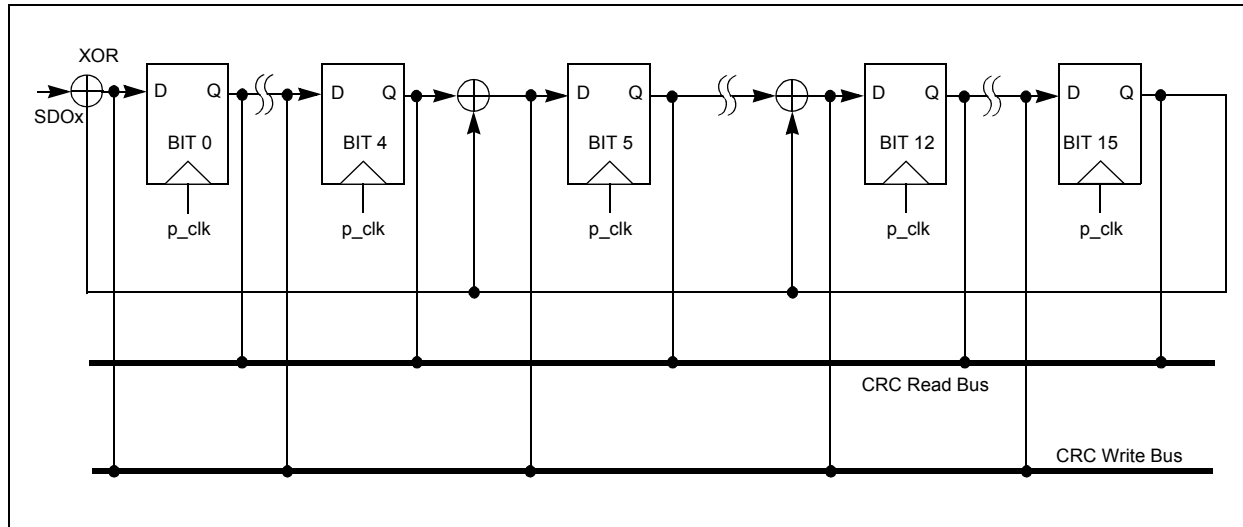 XOR
SDOx
D Q
BIT 0
p_clk
D Q
BIT 4
p_clk
D Q
BIT 5
p_clk
D Q
BIT 12
p_clk
D Q
BIT 15
p_clk
CRC Read Bus
CRC Write Bus